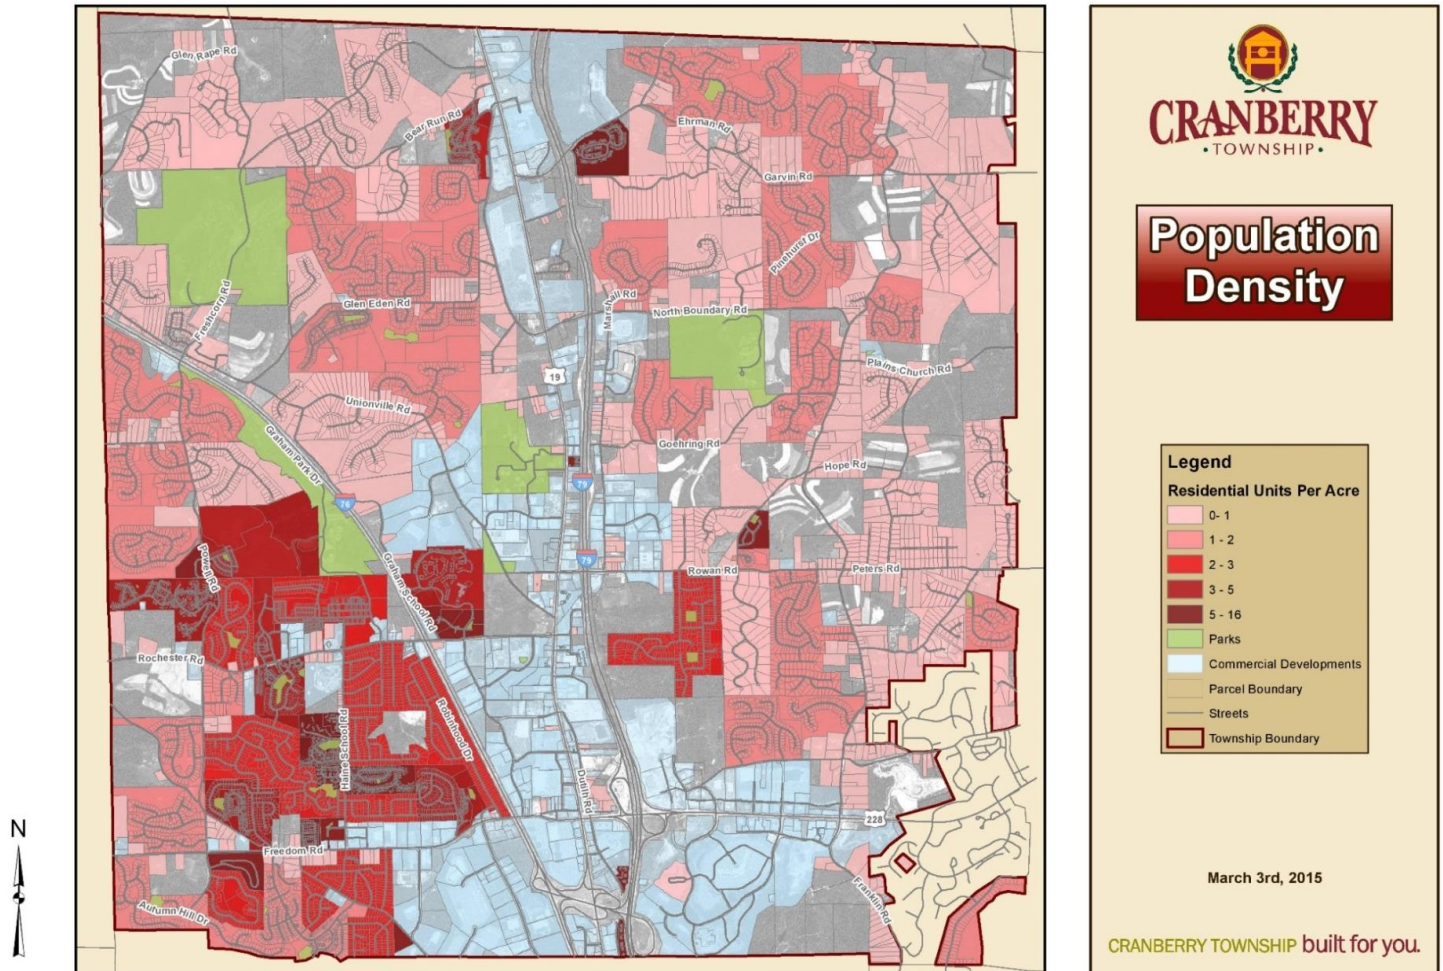 Glen Rape Rd
Bear Run Rd
Ehrman Rd
Garvin Rd
Pinehurst Dr
Freshcorn Rd
Glen Eden Rd
Marshall Rd
North Boundary Rd
Plains Church Rd
19
Unionville Rd
Graham Park Dr
Goehring Rd
Hope Rd
79
76
79
Powell Rd
Graham School Rd
Rowan Rd
Peters Rd
Rochester Rd
Haine School Rd
Robinhood Dr
Dutilh Rd
228
Freedom Rd
Autumn Hill Dr
Franklin Rd
N
CRANBERRY
• TOWNSHIP •
Population
Density
Legend
Residential Units Per Acre
0- 1
1 - 2
2 - 3
3 - 5
5 - 16
Parks
Commercial Developments
Parcel Boundary
Streets
Township Boundary
March 3rd, 2015
CRANBERRY TOWNSHIP built for you.